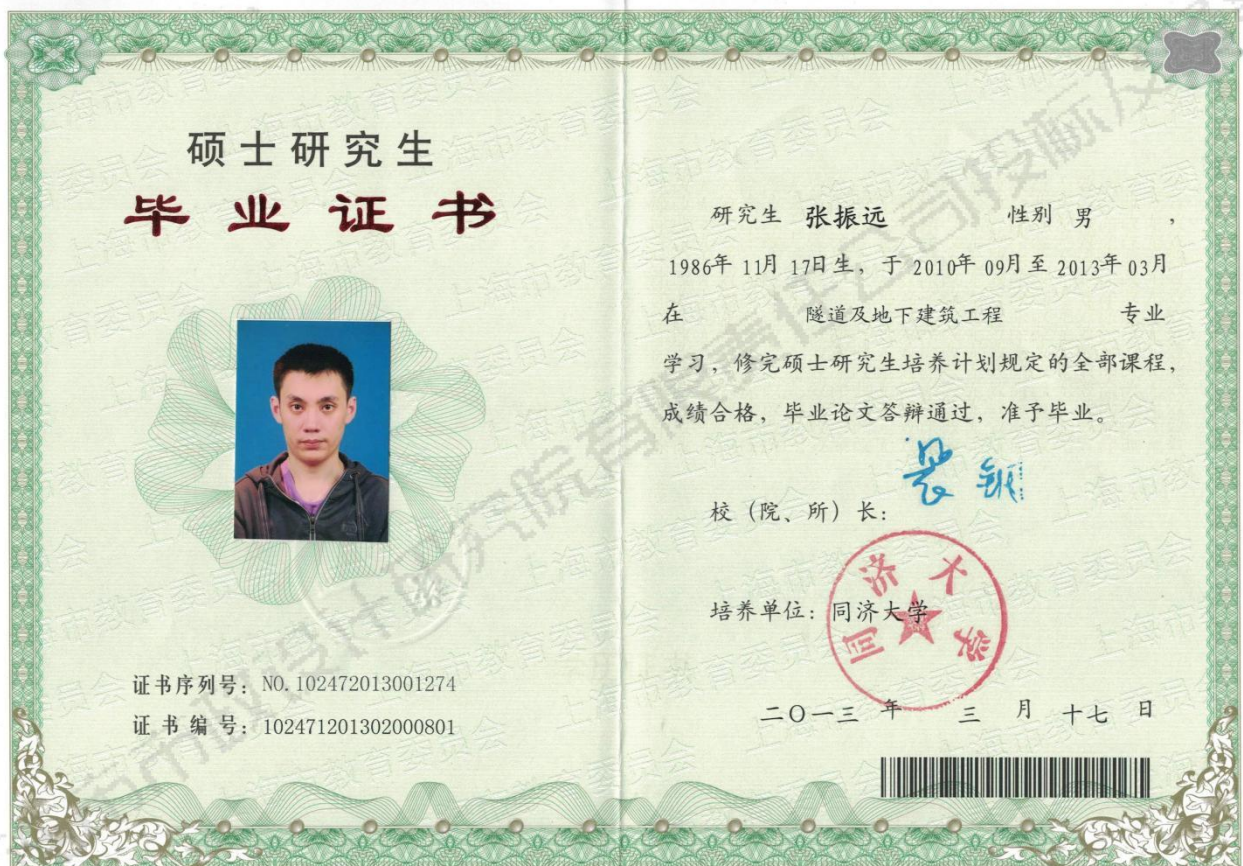 硕士研究生
毕业证书
证书序列号：NO.102472013001274
证书编号：102471201302000801
研究生 张振远 性别 男 ，
1986年 11月 17日生，于 2010年 09月至 2013年 03月
在 隧道及地下建筑工程 专业
学习，修完硕士研究生培养计划规定的全部课程，
成绩合格，毕业论文答辩通过，准予毕业。
校（院、所）长：
培养单位：同济大学
同济大学
二〇一三 年 三 月 十七 日
上海市教育委员会